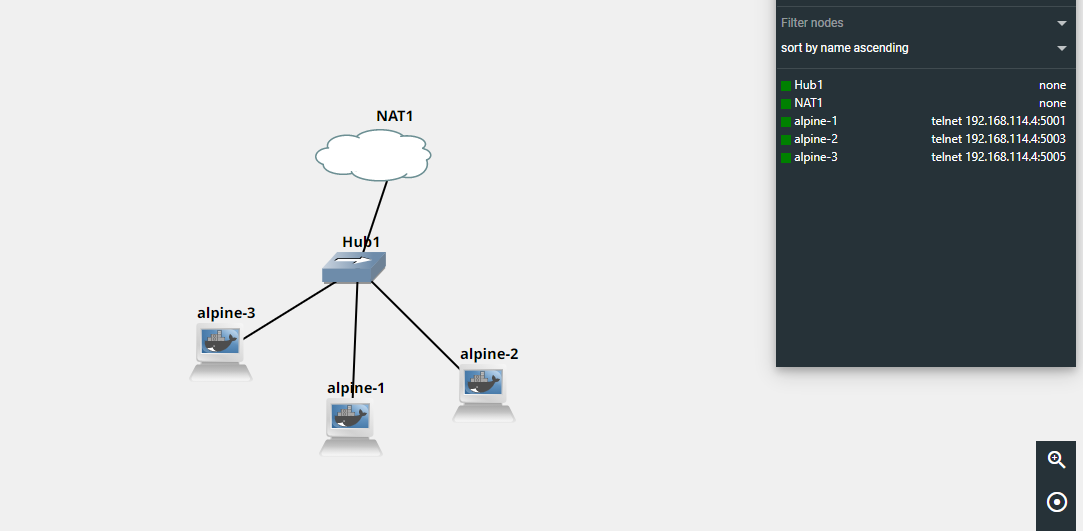 Filter nodes
sort by name ascending
Hub1 none
NAT1 none
alpine-1 telnet 192.168.114.4:5001
alpine-2 telnet 192.168.114.4:5003
alpine-3 telnet 192.168.114.4:5005
NAT1
Hub1
alpine-3
alpine-2
alpine-1